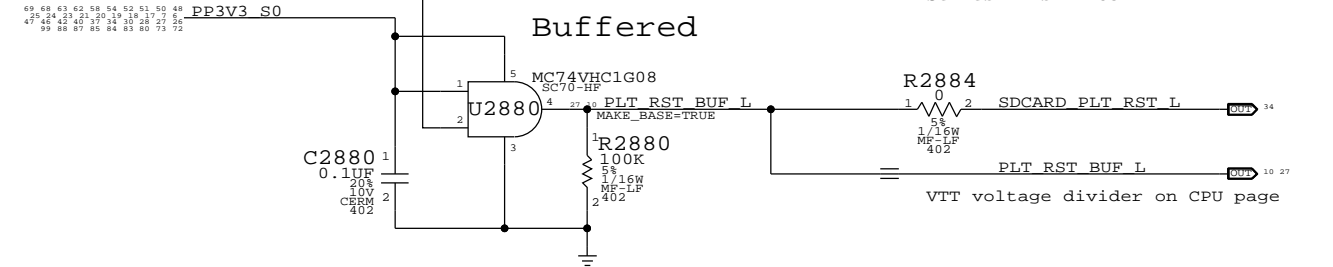 69 68 63 62 58 54 52 51 50 48
25 24 23 21 20 19 18 17 7 6
47 46 42 40 37 34 30 28 27 26
99 88 87 85 84 83 80 73 72
PP3V3_S0
Buffered
5
MC74VHC1G08
SC70-HF
1
U2880
4
2
3
27 10
PLT_RST_BUF_L
MAKE_BASE=TRUE
R2884
0
1
2
5%
1/16W
MF-LF
402
SDCARD_PLT_RST_L
OUT
34
C2880
1
0.1UF
20%
10V
CERM
402
2
1
R2880
100K
5%
1/16W
MF-LF
402
2
PLT_RST_BUF_L
OUT
10 27
VTT voltage divider on CPU page